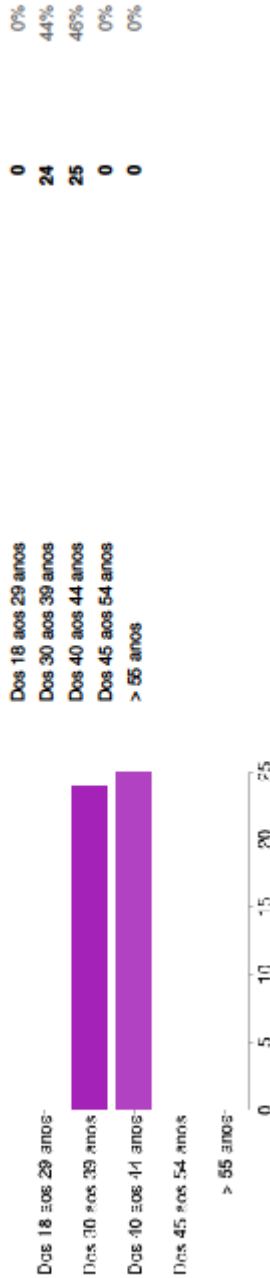 Dos 18 aos 29 anos
Dos 30 aos 39 anos
Dos 40 aos 44 anos
Dos 45 aos 54 anos
> 55 anos
0 5 10 15 20 25
Dos 18 aos 29 anos 0 0%
Dos 30 aos 39 anos 24 44%
Dos 40 aos 44 anos 25 46%
Dos 45 aos 54 anos 0 0%
> 55 anos 0 0%